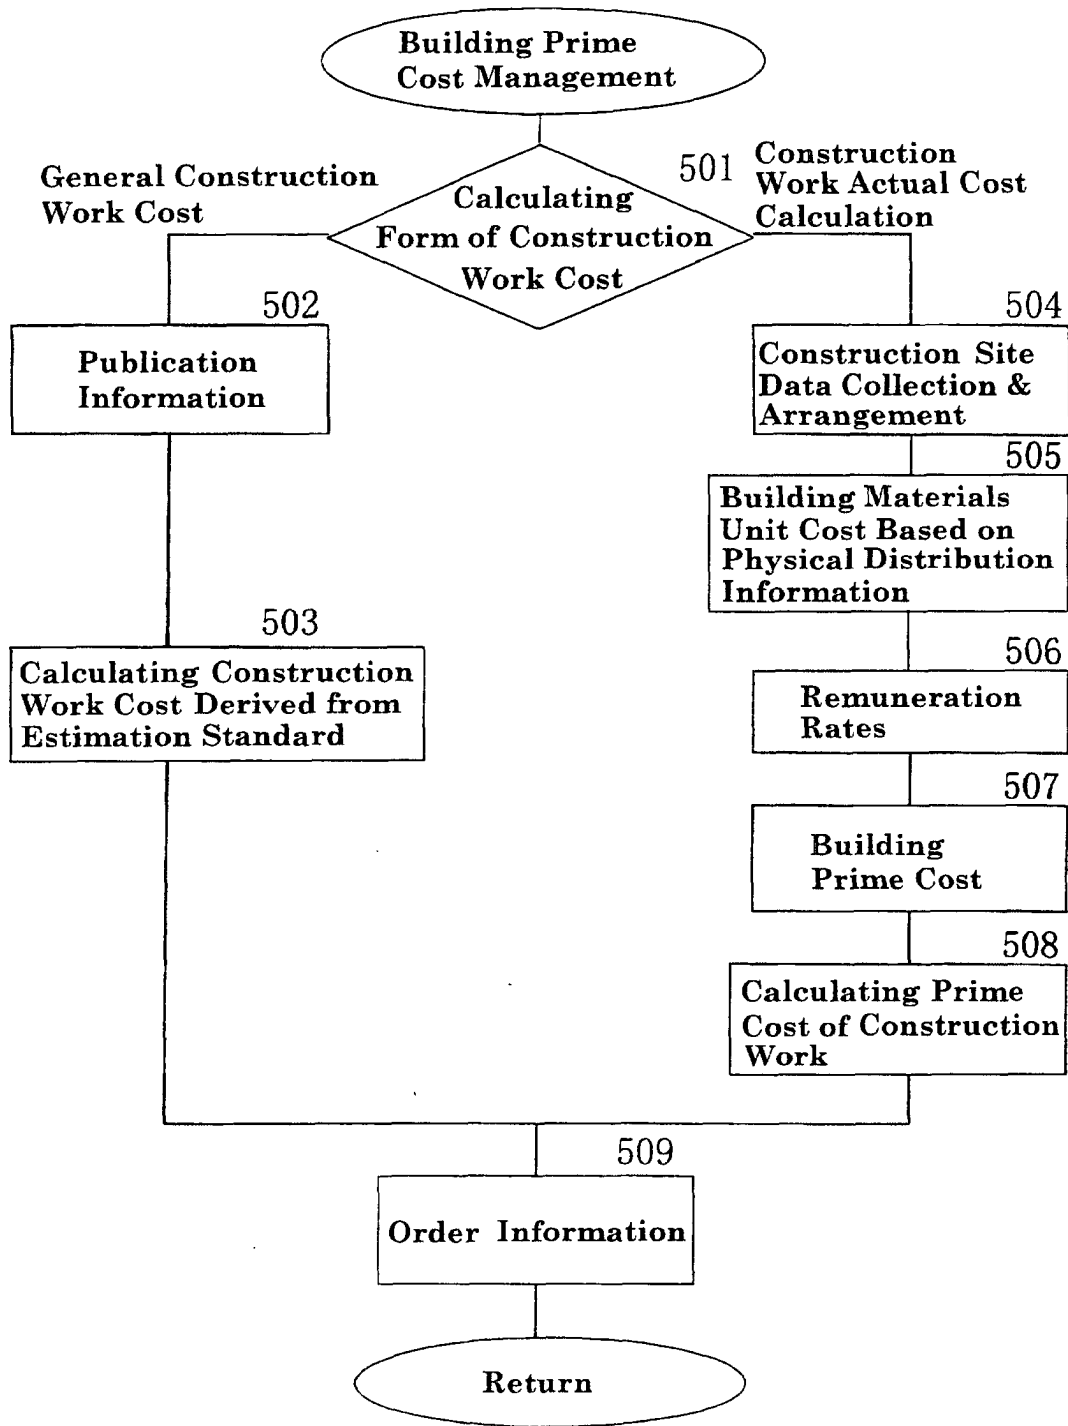 Building Prime
Cost Management
General Construction
Work Cost
501
Construction
Work Actual Cost
Calculation
Calculating
Form of Construction
Work Cost
502
Publication
Information
503
Calculating Construction
Work Cost Derived from
Estimation Standard
504
Construction Site
Data Collection &
Arrangement
505
Building Materials
Unit Cost Based on
Physical Distribution
Information
506
Remuneration
Rates
507
Building
Prime Cost
508
Calculating Prime
Cost of Construction
Work
509
Order Information
Return